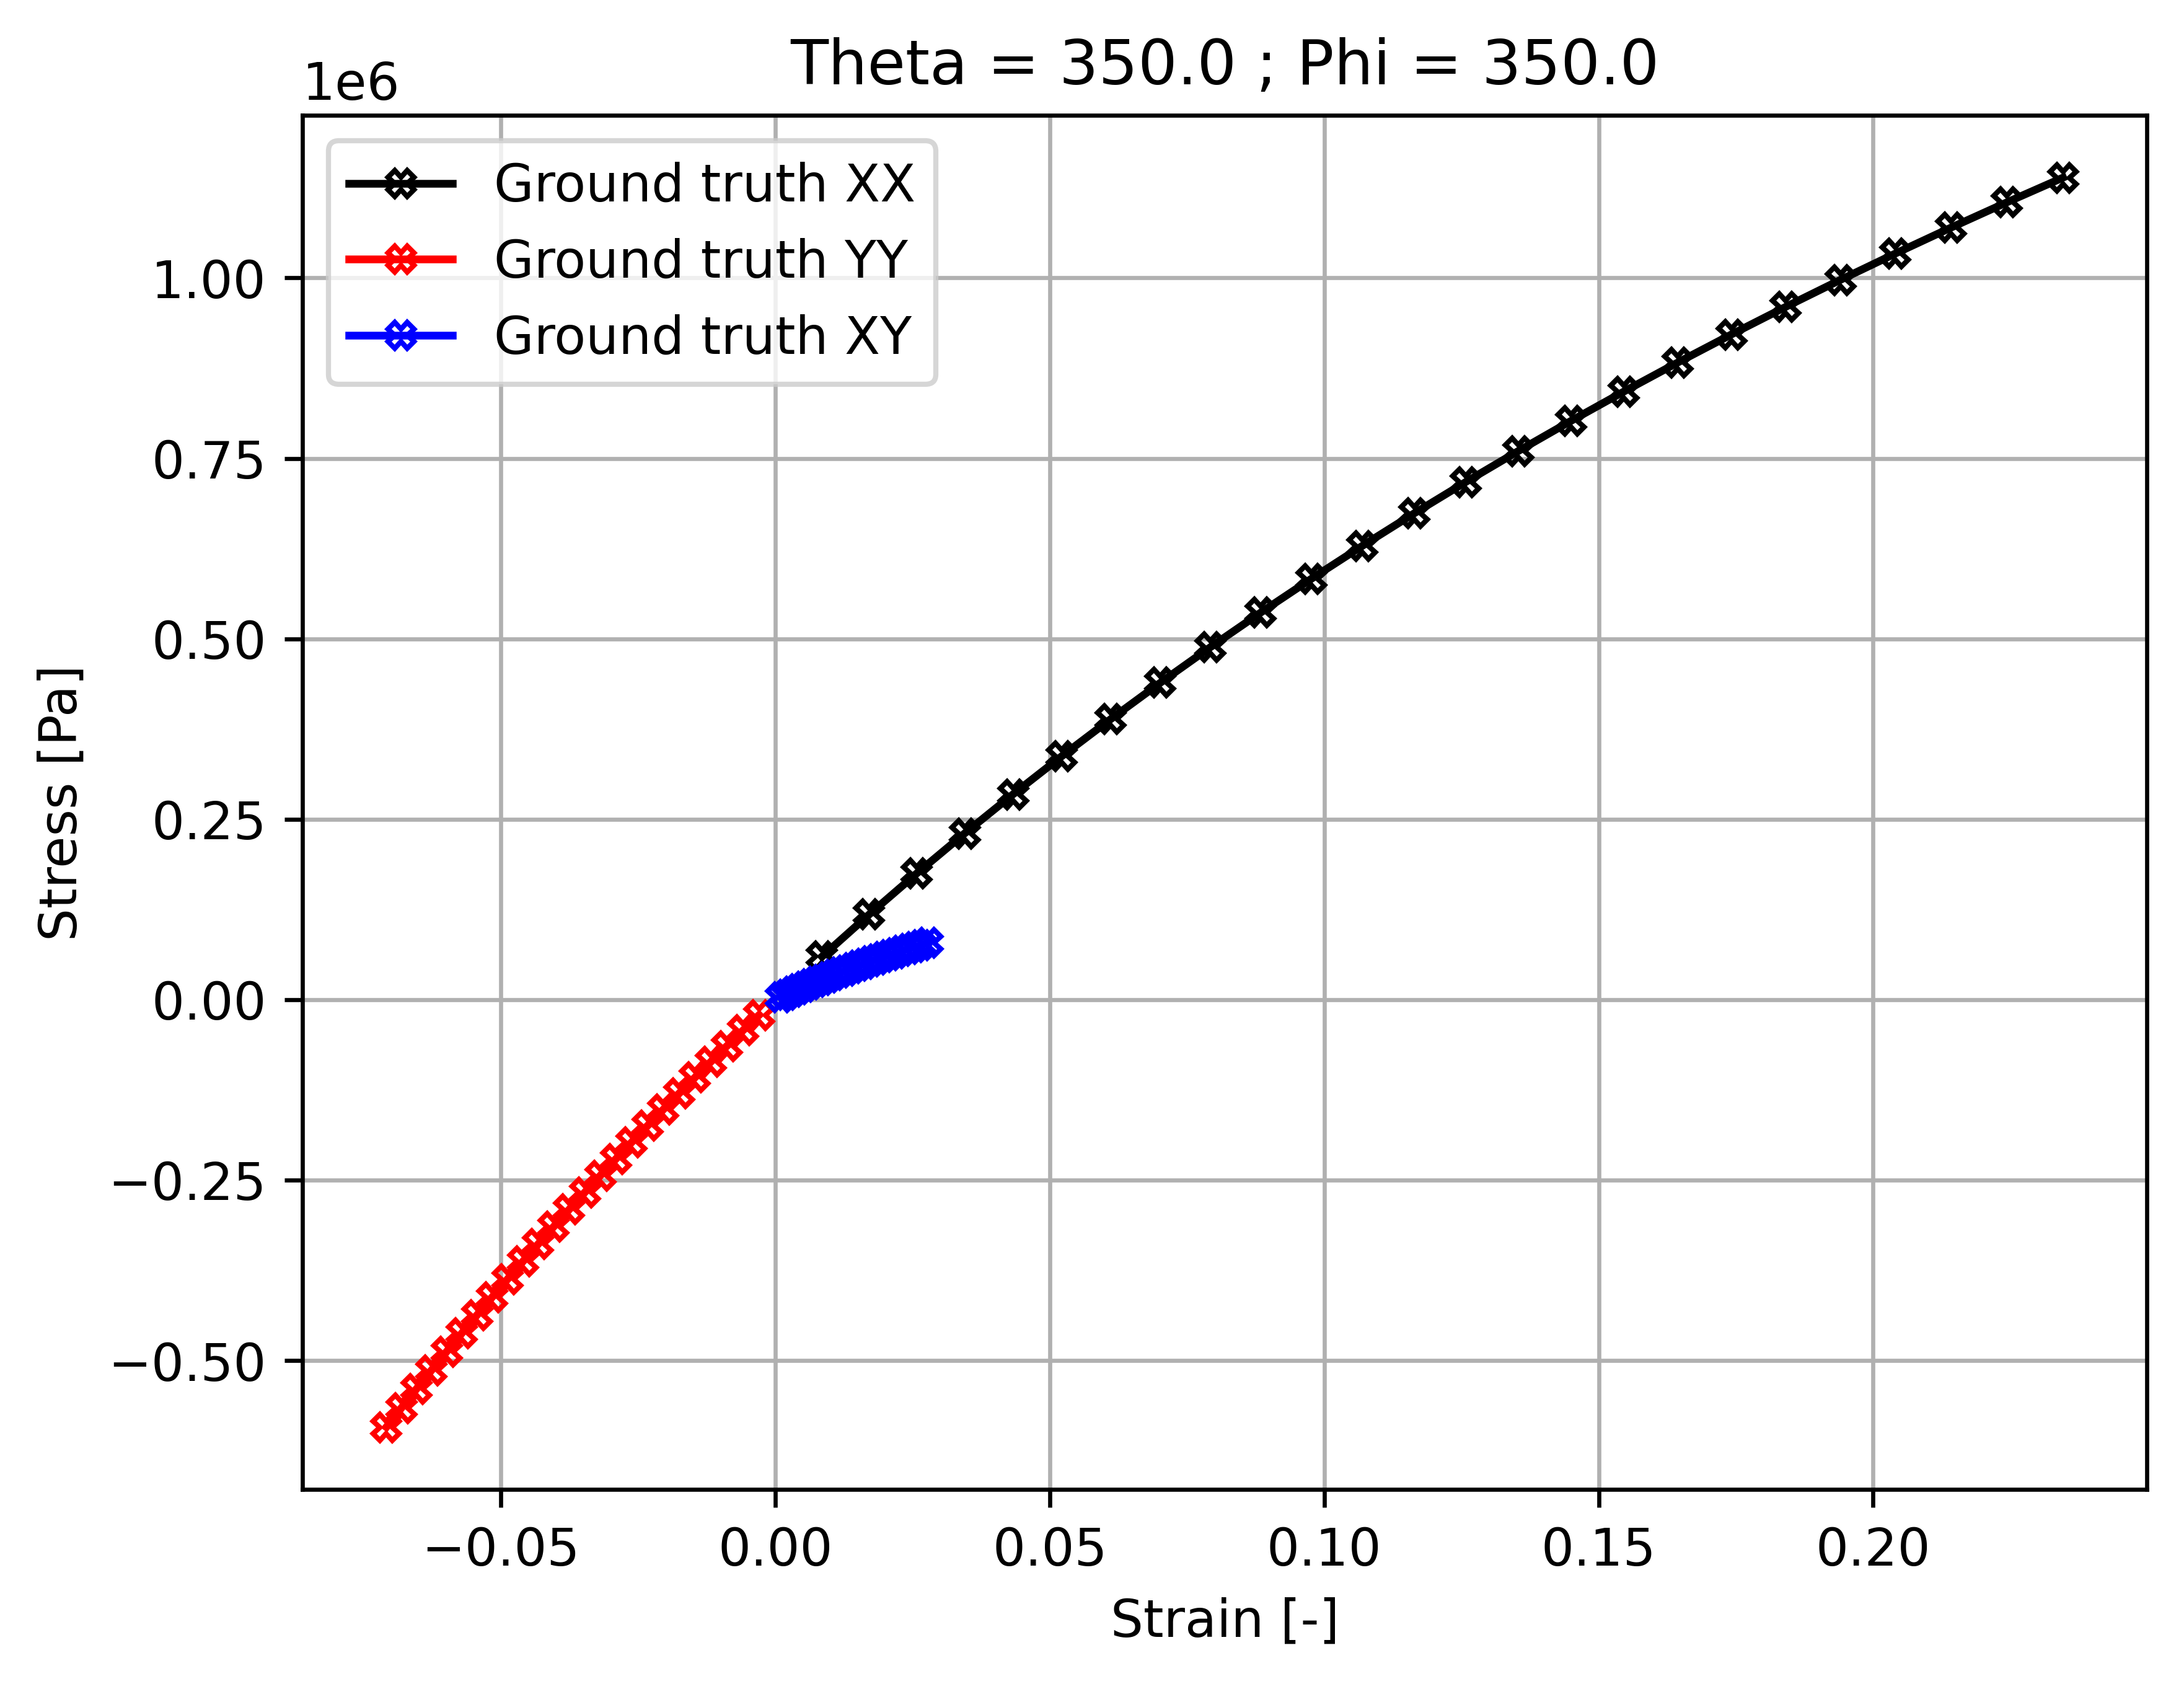 Theta = 350.0 ; Phi = 350.0
1e6
Ground truth XX
Ground truth YY
Ground truth XY
1.00
0.75
0.50
0.25
0.00
−0.25
−0.50
Stress [Pa]
−0.05 0.00 0.05 0.10 0.15 0.20
Strain [-]